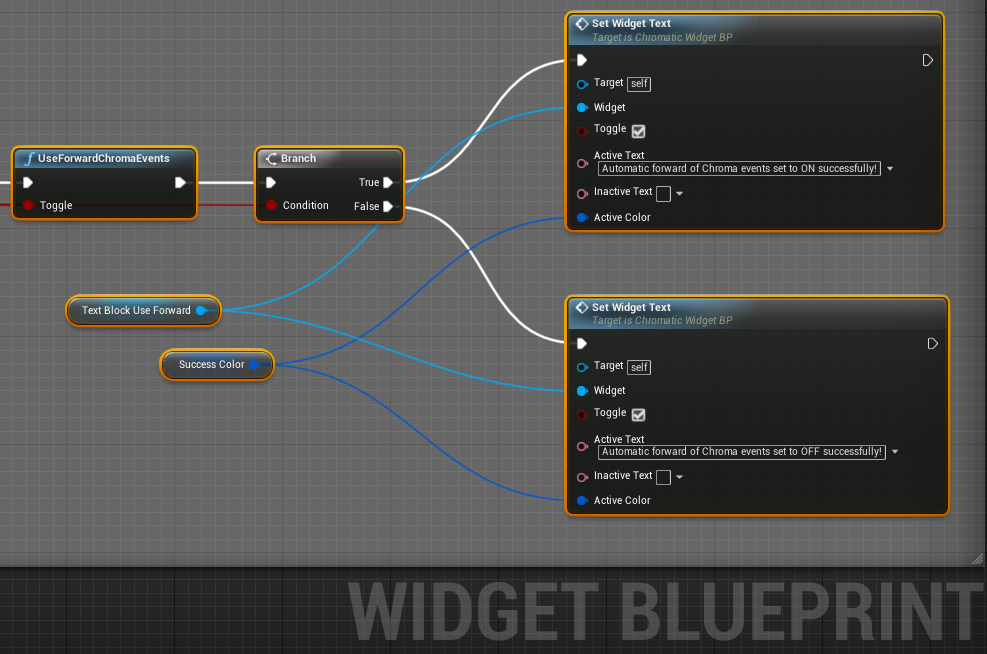 Set Widget Text
Target is Chromatic Widget BP
Target self
Widget
Toggle
Active Text
Automatic forward of Chroma events set to ON successfully!
Inactive Text
Active Color
f UseForwardChromaEvents
Toggle
Branch
True
Condition
False
Text Block Use Forward
Success Color
Set Widget Text
Target is Chromatic Widget BP
Target self
Widget
Toggle
Active Text
Automatic forward of Chroma events set to OFF successfully!
Inactive Text
Active Color
WIDGET BLUEPRINT